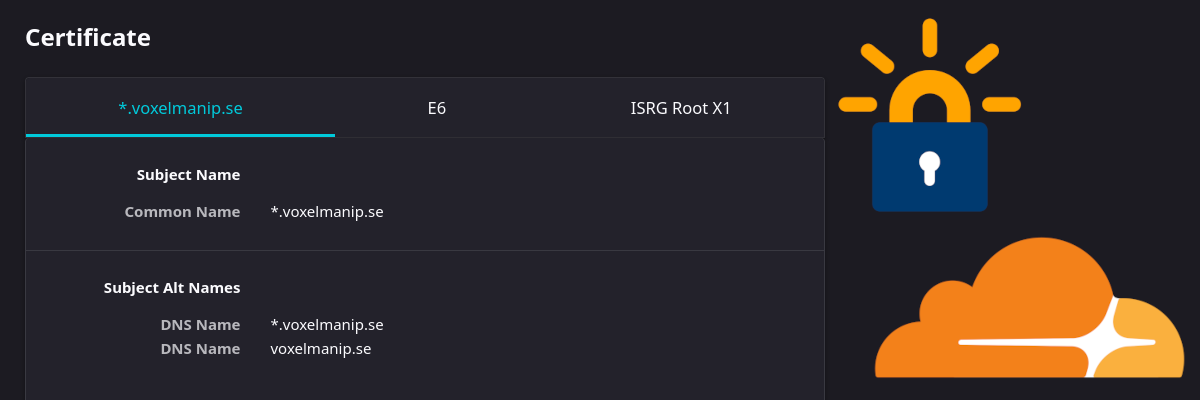 Certificate
*.voxelmanip.se E6 ISRG Root X1
Subject Name
Common Name *.voxelmanip.se
Subject Alt Names
DNS Name *.voxelmanip.se
DNS Name voxelmanip.se